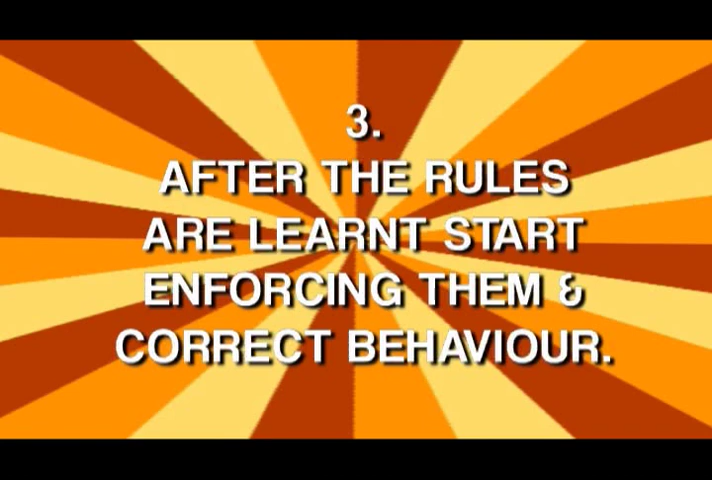 3.
AFTER THE RULES
ARE LEARNT START
ENFORCING THEM &
CORRECT BEHAVIOUR.